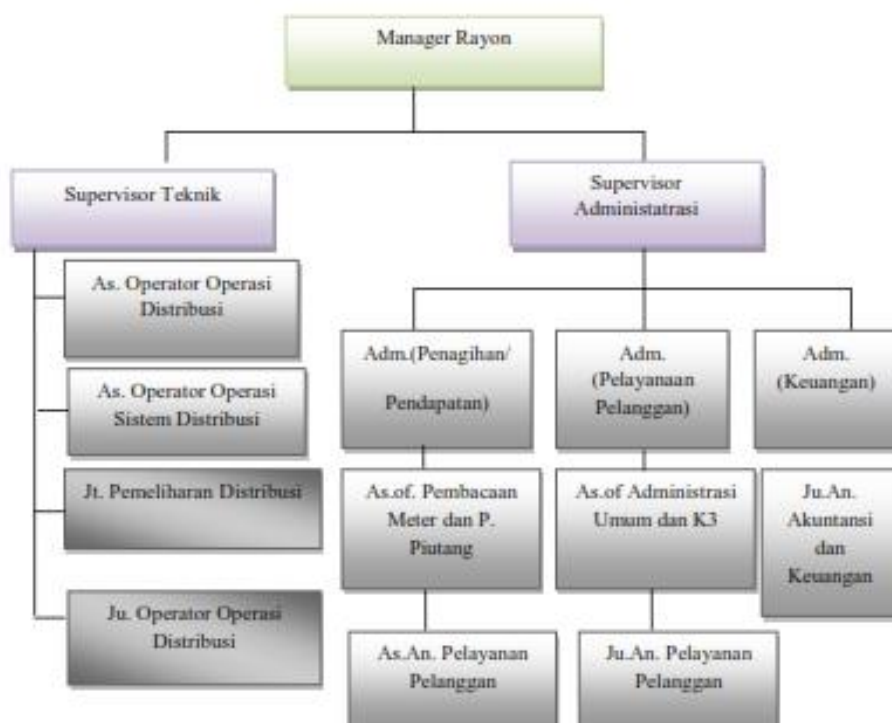 Manager Rayon
Supervisor Teknik
Supervisor
Administatrasi
As. Operator Operasi
Distribusi
As. Operator Operasi
Sistem Distribusi
Jt. Pemeliharan Distribusi
Ju. Operator Operasi
Distribusi
Adm.(Penagihan/
Pendapatan)
Adm.
(Pelayanaan
Pelanggan)
Adm.
(Keuangan)
As.of. Pembacaan
Meter dan P.
Piutang
As.of Administrasi
Umum dan K3
Ju.An.
Akuntansi
dan
Keuangan
As.An. Pelayanan
Pelanggan
Ju.An. Pelayanan
Pelanggan